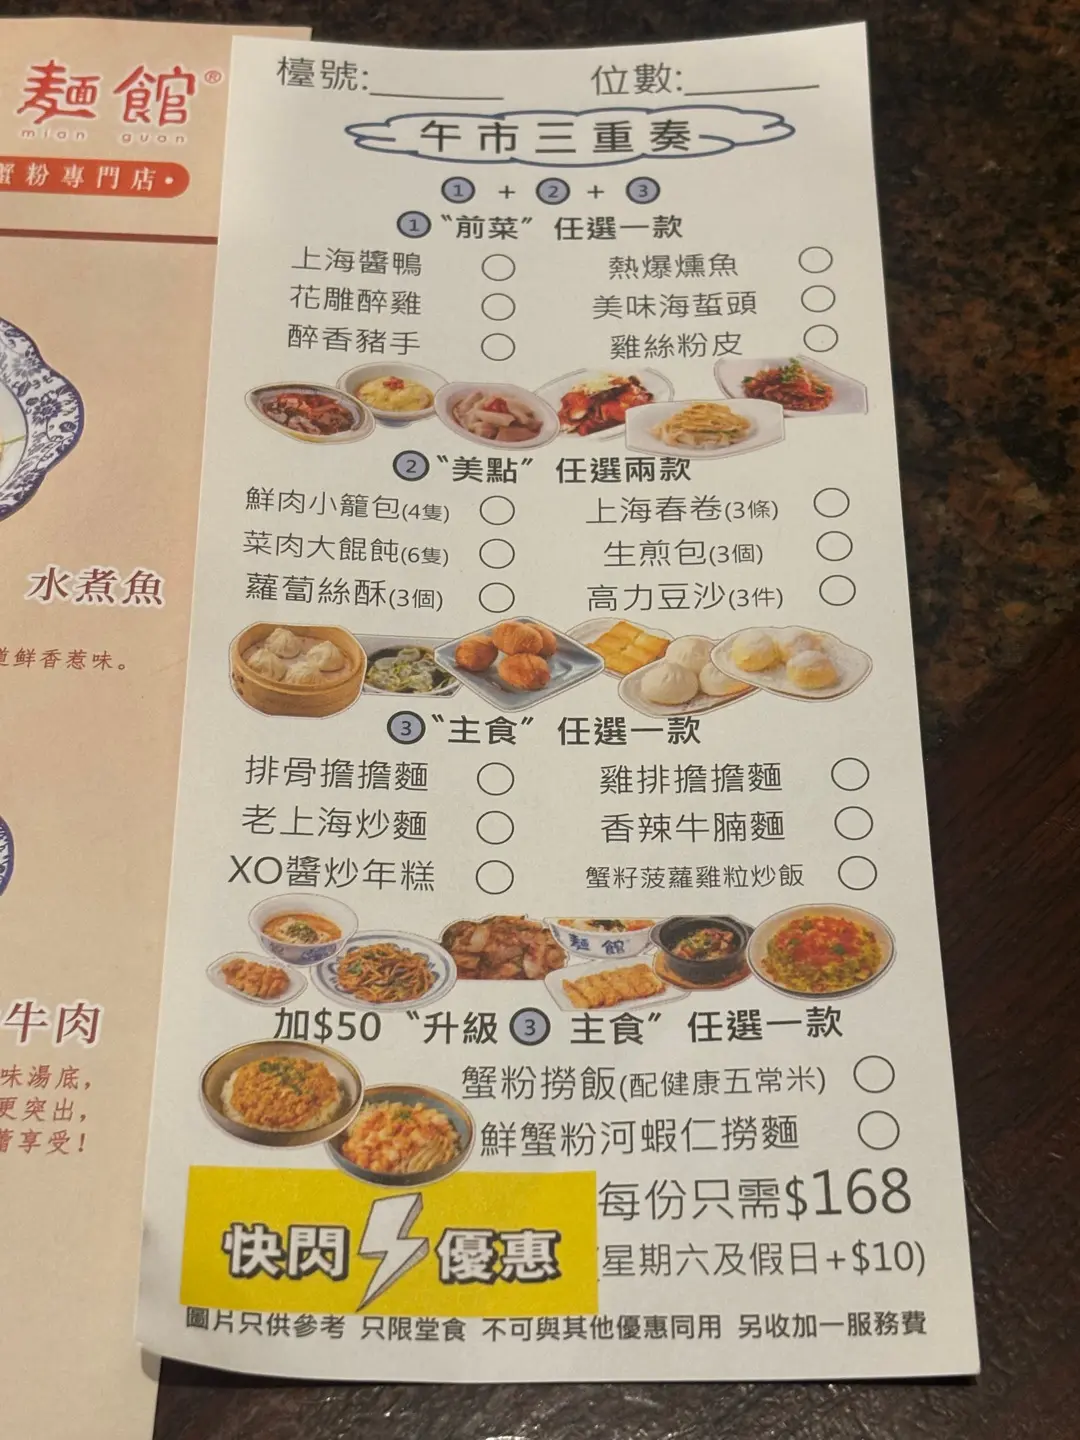 麵館®
mian guan
蟹粉專門店•
水煮魚
鮮香惹味。
牛肉
味湯底，
更突出，
享受！
檯號:________ 位數:________
午市三重奏
① + ② + ③
①“前菜” 任選一款
上海醬鴨 ○ 熱爆燻魚 ○
花雕醉雞 ○ 美味海蜇頭 ○
醉香豬手 ○ 雞絲粉皮 ○
②“美點” 任選兩款
鮮肉小籠包(4隻) ○ 上海春卷(3條) ○
菜肉大餛飩(6隻) ○ 生煎包(3個) ○
蘿蔔絲酥(3個) ○ 高力豆沙(3件) ○
③“主食” 任選一款
排骨擔擔麵 ○ 雞排擔擔麵 ○
老上海炒麵 ○ 香辣牛腩麵 ○
XO醬炒年糕 ○ 蟹籽菠蘿雞粒炒飯 ○
麵館
加$50 “升級③ 主食” 任選一款
蟹粉撈飯(配健康五常米) ○
鮮蟹粉河蝦仁撈麵 ○
快閃優惠
每份只需$168
星期六及假日+$10)
圖片只供參考 只限堂食 不可與其他優惠同用 另收加一服務費